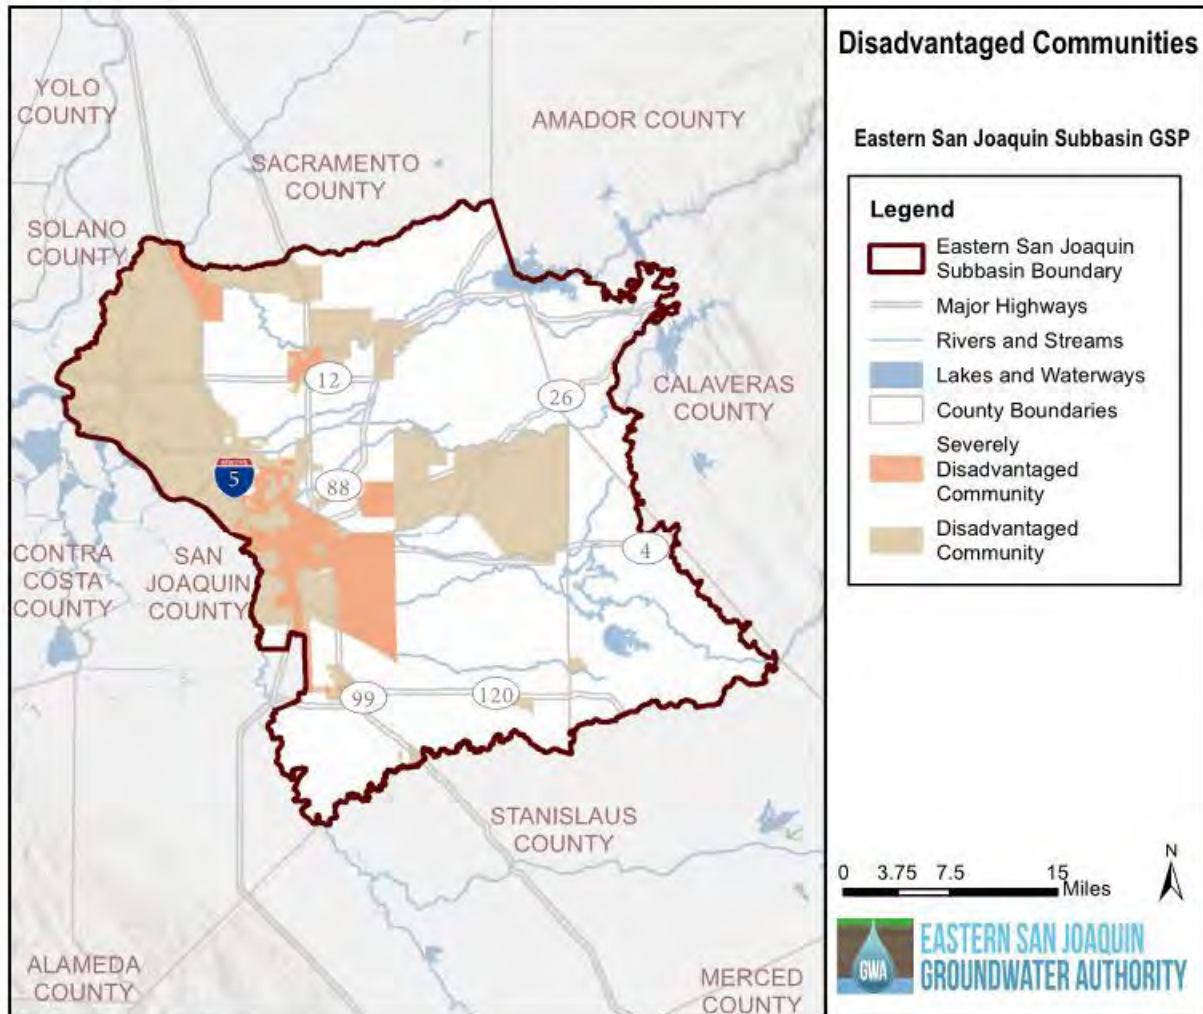 YOLO
COUNTY
AMADOR COUNTY
SACRAMENTO
COUNTY
SOLANO
COUNTY
12
26
CALAVERAS
COUNTY
5
88
4
CONTRA
COSTA
COUNTY
SAN
JOAQUIN
COUNTY
99
120
STANISLAUS
COUNTY
ALAMEDA
COUNTY
MERCED
COUNTY
Disadvantaged Communities
Eastern San Joaquin Subbasin GSP
Legend
Eastern San Joaquin
Subbasin Boundary
Major Highways
Rivers and Streams
Lakes and Waterways
County Boundaries
Severely
Disadvantaged
Community
Disadvantaged
Community
N
0 3.75 7.5 15
Miles
GWA
EASTERN SAN JOAQUIN
GROUNDWATER AUTHORITY